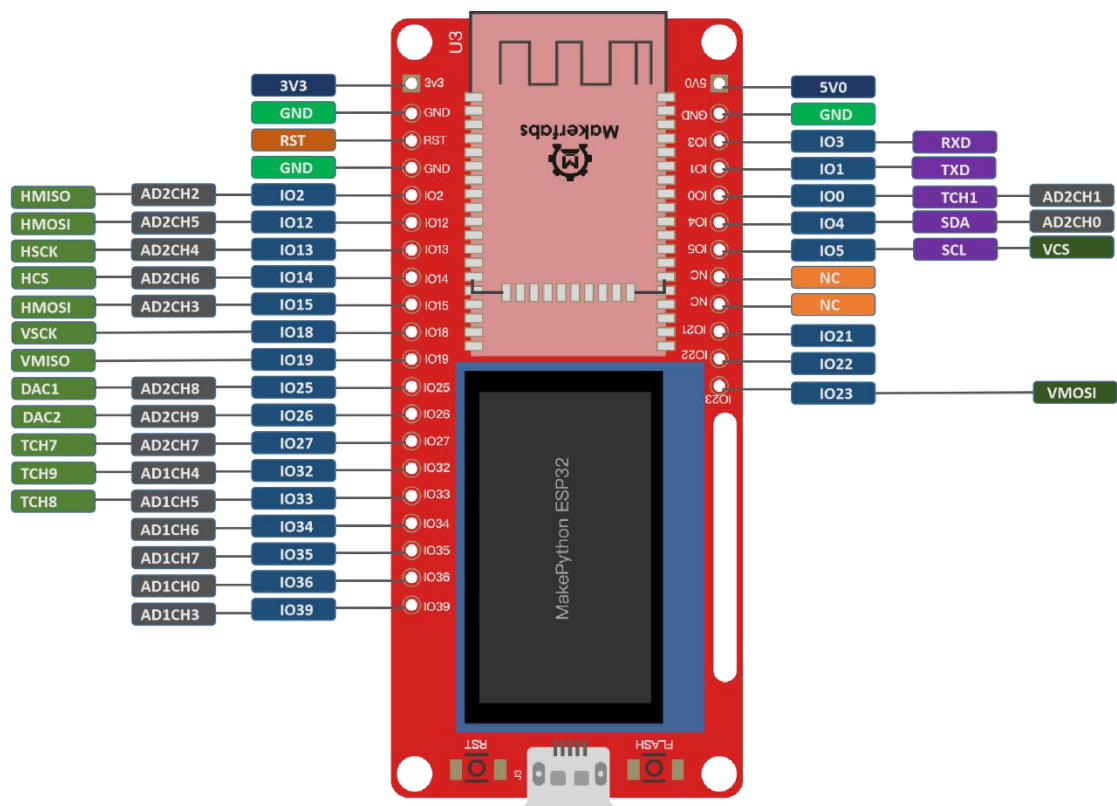 U3
3V3
3v3
5V0
5V0
GND
GND
GND
GND
RST
RST
IO3
IO3
RXD
GND
GND
IO1
IO1
TXD
Makerfabs
HMISO
AD2CH2
IO2
IO2
IO0
IO0
TCH1
AD2CH1
HMOSI
AD2CH5
IO12
IO12
IO4
IO4
SDA
AD2CH0
HSCK
AD2CH4
IO13
IO13
IO5
IO5
SCL
VCS
HCS
AD2CH6
IO14
IO14
NC
NC
HMOSI
AD2CH3
IO15
IO15
NC
NC
VSCK
IO18
IO18
IO21
IO21
VMISO
IO19
IO19
IO22
IO22
DAC1
AD2CH8
IO25
IO25
IO23
IO23
VMOSI
DAC2
AD2CH9
IO26
IO26
TCH7
AD2CH7
IO27
IO27
TCH9
AD1CH4
IO32
IO32
TCH8
AD1CH5
IO33
IO33
AD1CH6
IO34
IO34
AD1CH7
IO35
IO35
AD1CH0
IO36
IO36
AD1CH3
IO39
IO39
MakePython ESP32
RST
J3
FLASH